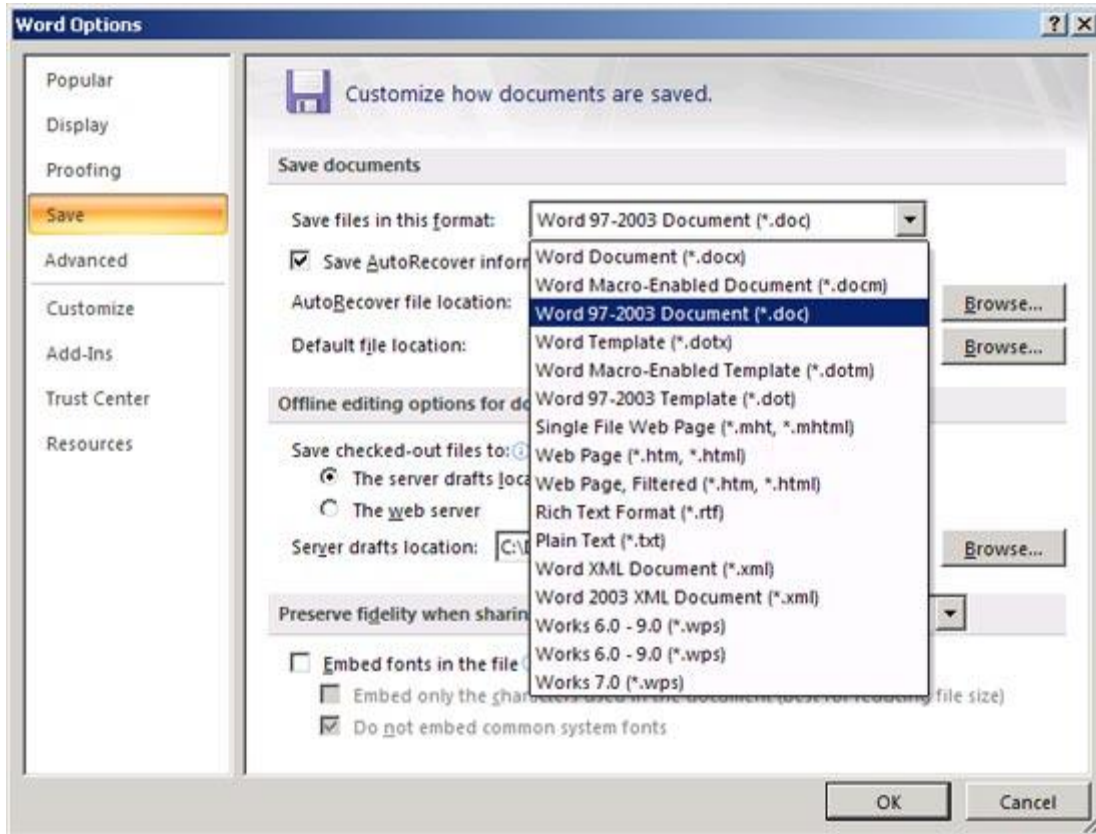 Word Options
Popular
Display
Proofing
Save
Advanced
Customize
Add-Ins
Trust Center
Resources
Customize how documents are saved.
Save documents
Save files in this format: Word 97-2003 Document (*.doc)
Save AutoRecover inform
AutoRecover file location: Browse...
Default file location: Browse...
Word Document (*.docx)
Word Macro-Enabled Document (*.docm)
Word 97-2003 Document (*.doc)
Word Template (*.dotx)
Word Macro-Enabled Template (*.dotm)
Word 97-2003 Template (*.dot)
Single File Web Page (*.mht, *.mhtml)
Web Page (*.htm, *.html)
Web Page, Filtered (*.htm, *.html)
Rich Text Format (*.rtf)
Plain Text (*.txt)
Word XML Document (*.xml)
Word 2003 XML Document (*.xml)
Works 6.0 - 9.0 (*.wps)
Works 6.0 - 9.0 (*.wps)
Works 7.0 (*.wps)
Offline editing options for do
Save checked-out files to:
The server drafts loca
The web server
Server drafts location: C:\ Browse...
Preserve fidelity when sharin
Embed fonts in the file
Embed only the characters used in the document (best for reducing file size)
Do not embed common system fonts
OK Cancel